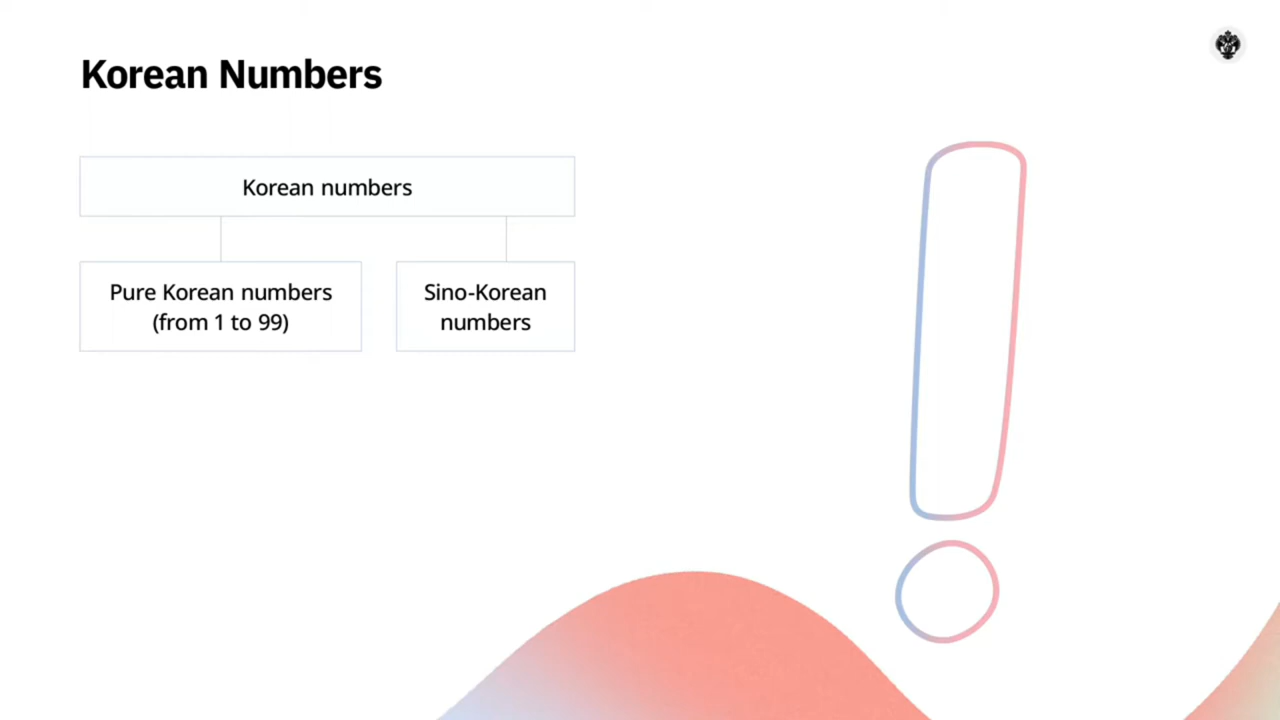 Korean Numbers
Korean numbers
Pure Korean numbers
(from 1 to 99)
Sino-Korean
numbers